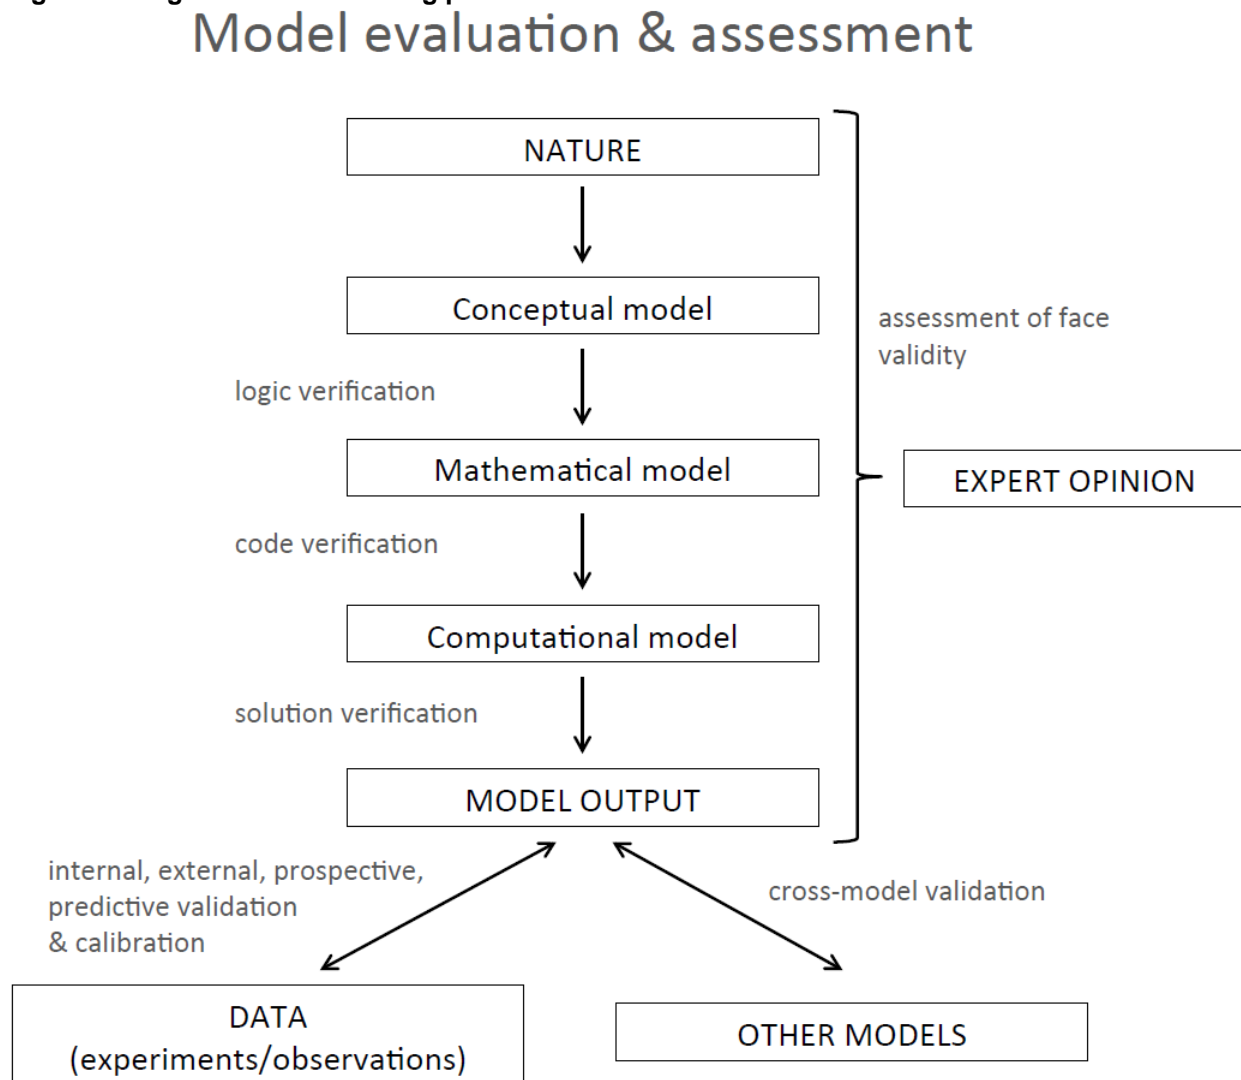 Model evaluation & assessment
NATURE
Conceptual model
assessment of face
validity
logic verification
Mathematical model
EXPERT OPINION
code verification
Computational model
solution verification
MODEL OUTPUT
internal, external, prospective,
predictive validation
& calibration
cross-model validation
DATA
(experiments/observations)
OTHER MODELS